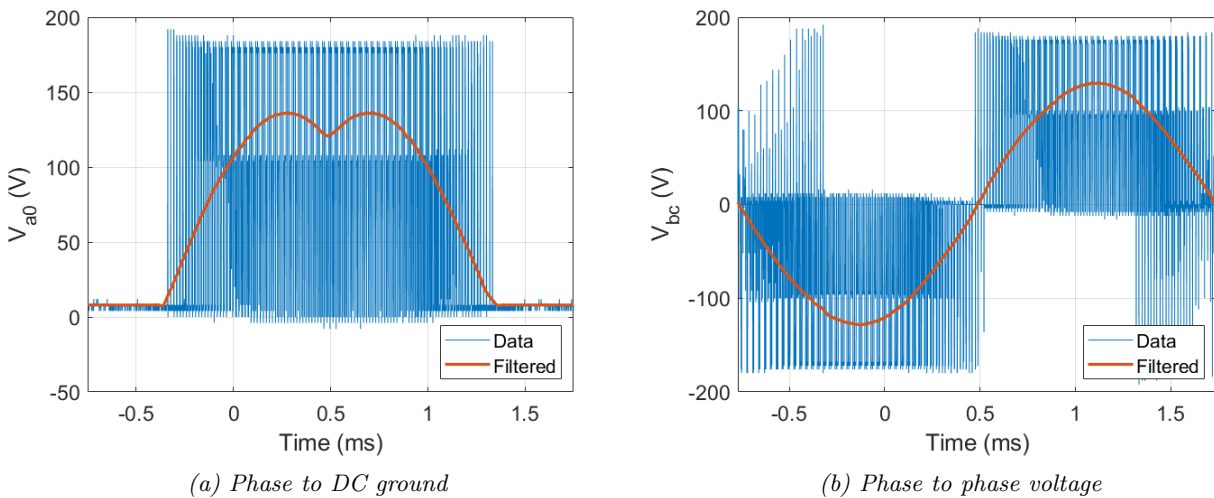 200
150
100
50
0
-50
V_a0 (V)
-0.5 0 0.5 1 1.5
Time (ms)
Data
Filtered
(a) Phase to DC ground
200
100
0
-100
-200
V_bc (V)
-0.5 0 0.5 1 1.5
Time (ms)
Data
Filtered
(b) Phase to phase voltage